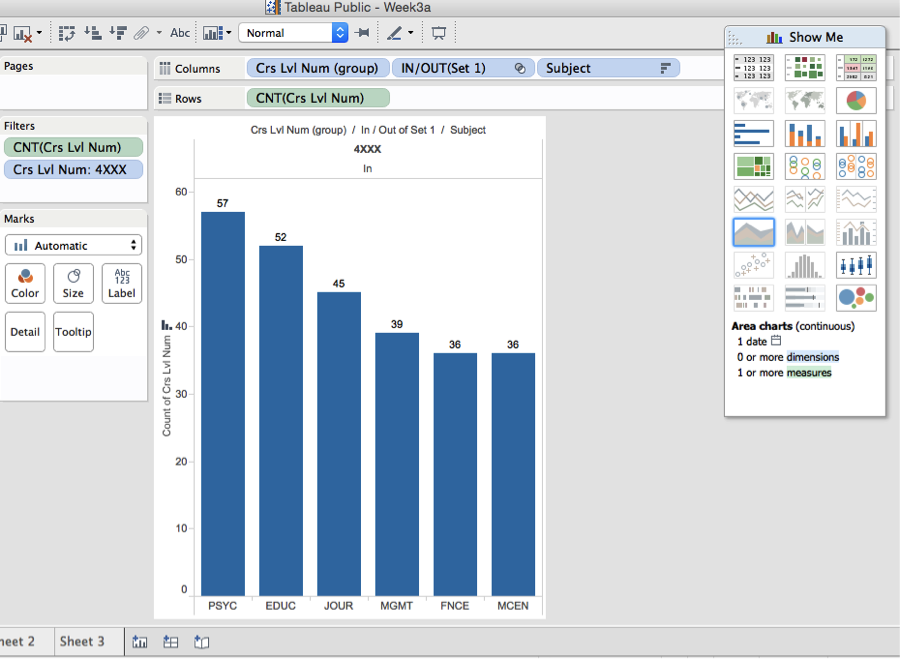 Tableau Public - Week3a
Abc
Normal
Pages
Columns
Crs Lvl Num (group)
IN/OUT(Set 1)
Subject
Rows
CNT(Crs Lvl Num)
Filters
CNT(Crs Lvl Num)
Crs Lvl Num: 4XXX
Marks
Automatic
Color
Size
Abc
123
Label
Detail
Tooltip
Crs Lvl Num (group) / In / Out of Set 1 / Subject
4XXX
In
Count of Crs Lvl Num
60
50
40
30
20
10
0
57
52
45
39
36
36
PSYC
EDUC
JOUR
MGMT
FNCE
MCEN
Show Me
Area charts (continuous)
1 date
0 or more dimensions
1 or more measures
heet 2
Sheet 3